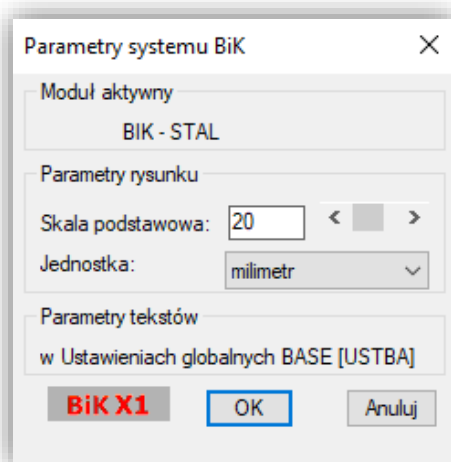 Parametry systemu BiK
Moduł aktywny
BIK - STAL
Parametry rysunku
Skala podstawowa: 20
Jednostka: milimetr
Parametry tekstów
w Ustawieniach globalnych BASE [USTBA]
BiK X1 OK Anuluj